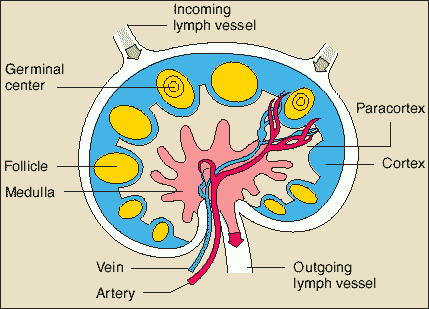 Incoming
lymph vessel
Germinal
center
Paracortex
Follicle
Cortex
Medulla
Vein
Artery
Outgoing
lymph vessel